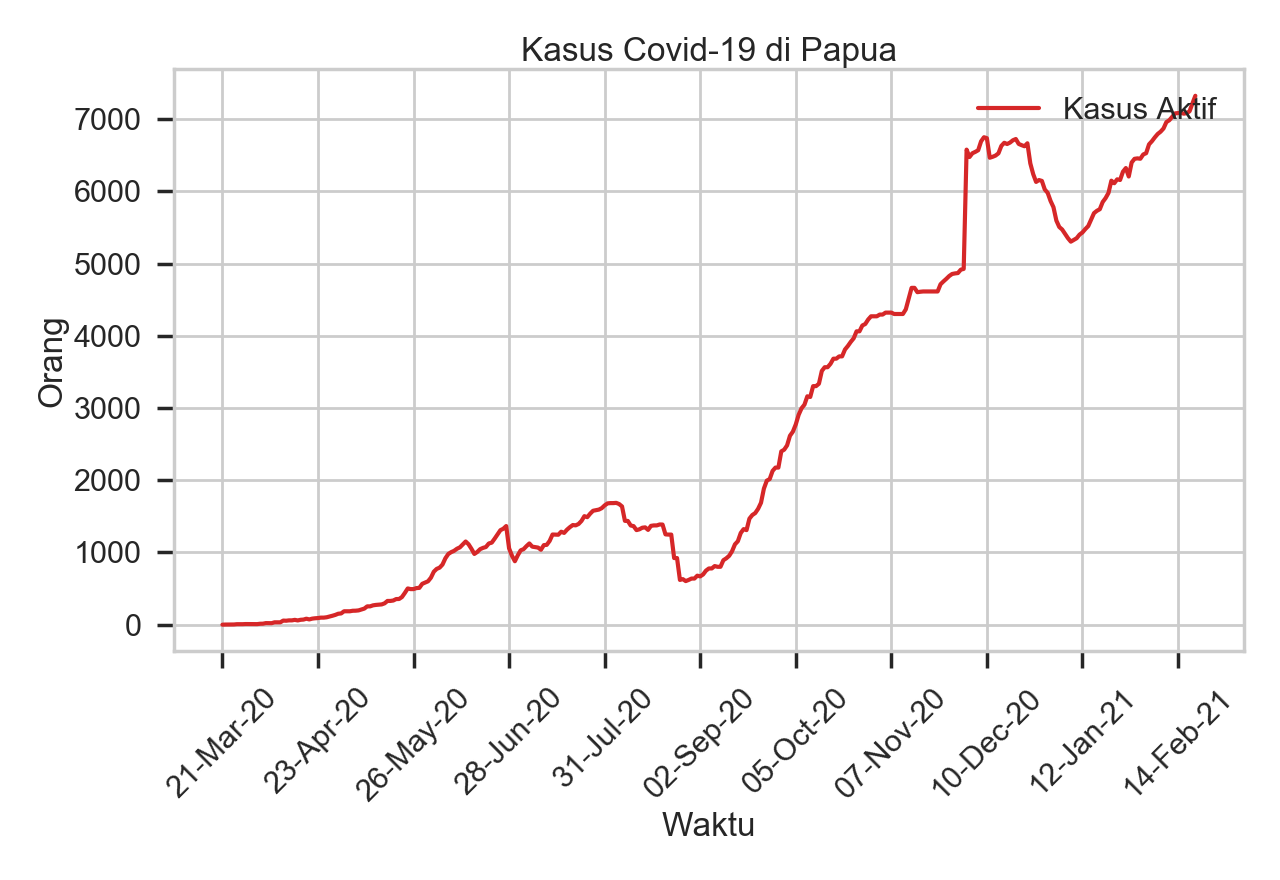 Kasus Covid-19 di Papua
Kasus Aktif
7000
6000
5000
4000
3000
2000
1000
0
Orang
21-Mar-20
23-Apr-20
26-May-20
28-Jun-20
31-Jul-20
02-Sep-20
05-Oct-20
07-Nov-20
10-Dec-20
12-Jan-21
14-Feb-21
Waktu